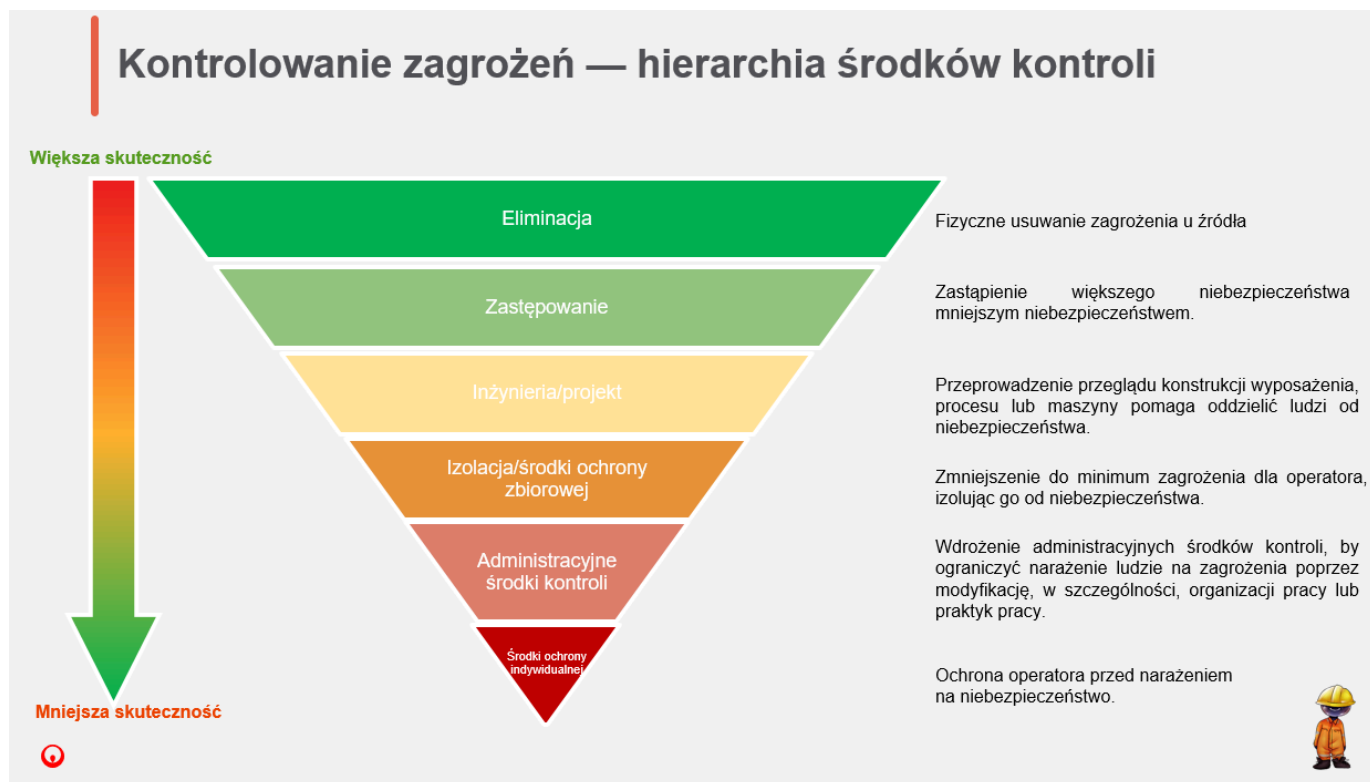 Kontrolowanie zagrożeń — hierarchia środków kontroli
Większa skuteczność
Eliminacja
Fizyczne usuwanie zagrożenia u źródła
Zastępowanie
Zastąpienie większego niebezpieczeństwa
mniejszym niebezpieczeństwem.
Inżynieria/projekt
Przeprowadzenie przeglądu konstrukcji wyposażenia,
procesu lub maszyny pomaga oddzielić ludzi od
niebezpieczeństwa.
Izolacja/środki ochrony
zbiorowej
Zmniejszenie do minimum zagrożenia dla operatora,
izolując go od niebezpieczeństwa.
Administracyjne
środki kontroli
Wdrożenie administracyjnych środków kontroli, by
ograniczyć narażenie ludzie na zagrożenia poprzez
modyfikację, w szczególności, organizacji pracy lub
praktyk pracy.
Środki ochrony
indywidualnej
Ochrona operatora przed narażeniem
na niebezpieczeństwo.
Mniejsza skuteczność